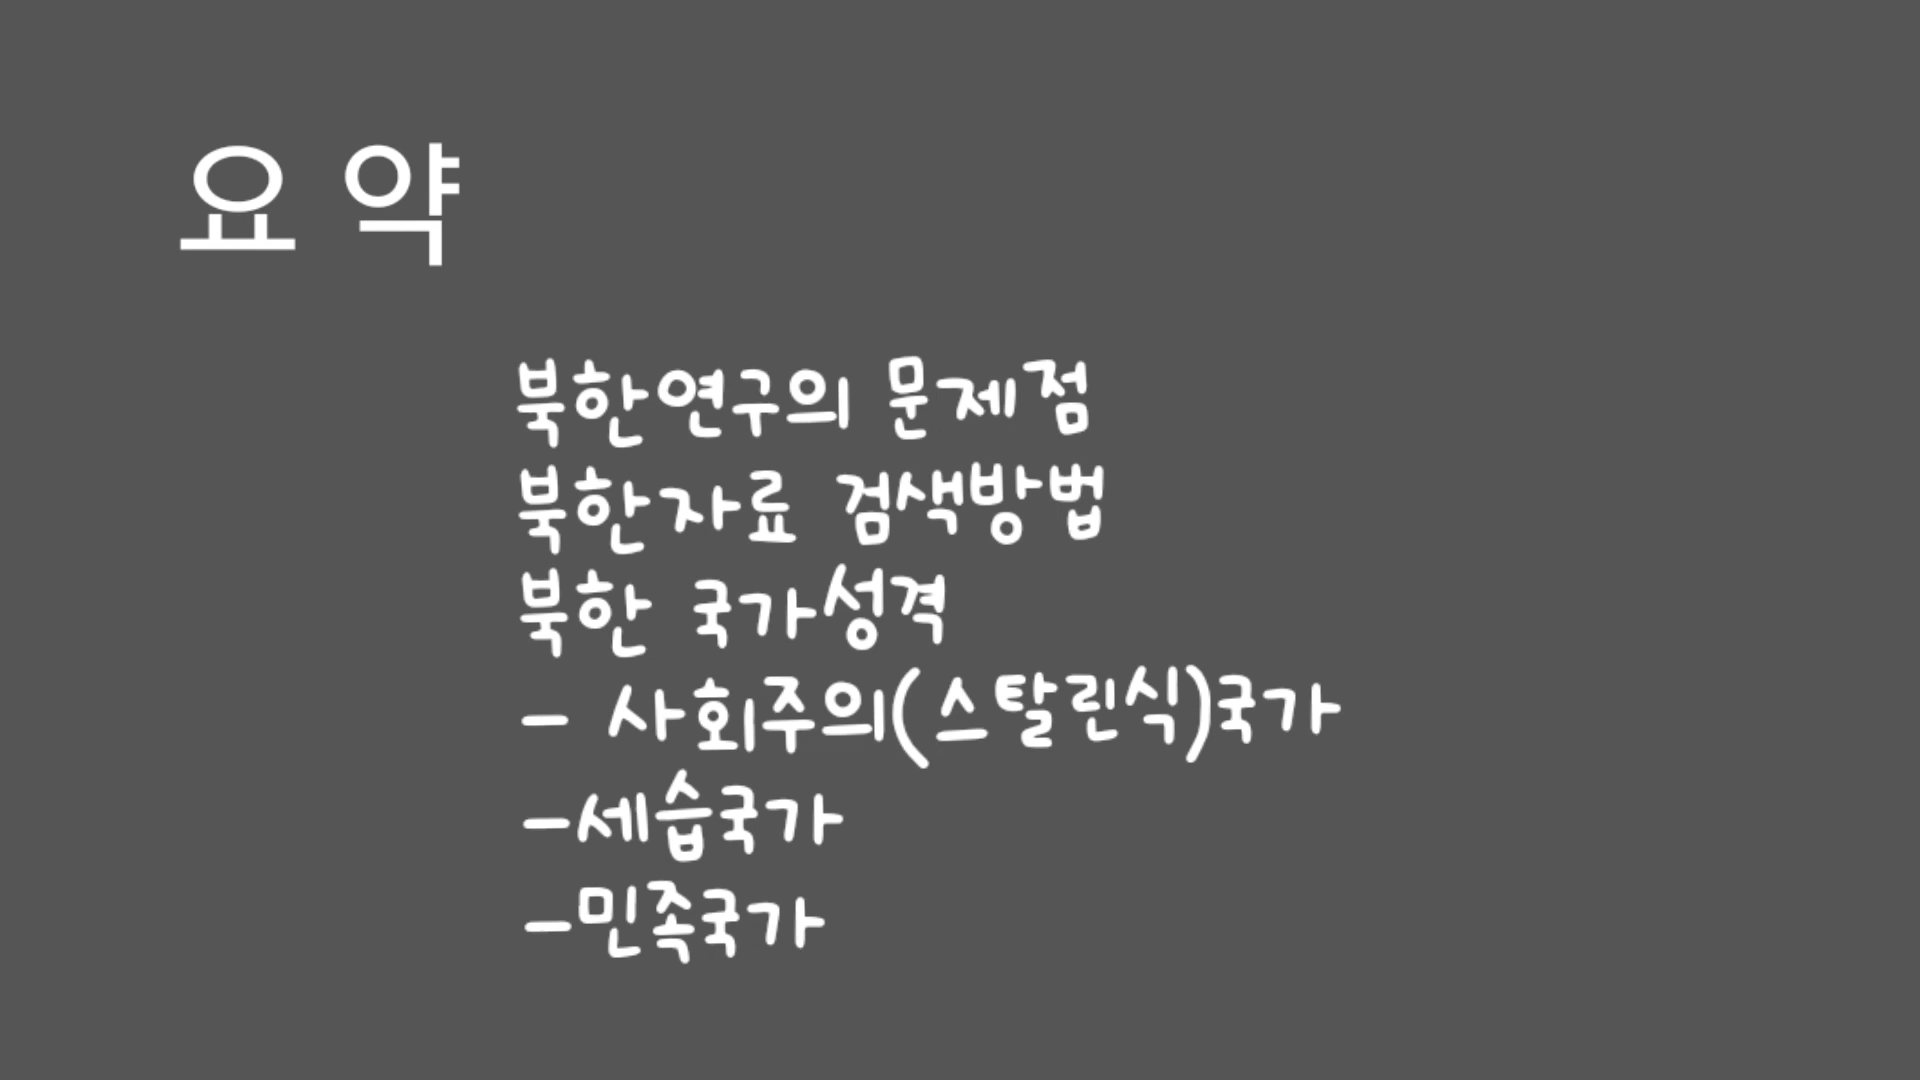 요 약
북한연구의 문제점
북한자료 검색방법
북한 국가성격
- 사회주의(스탈린식)국가
-세습국가
-민족국가